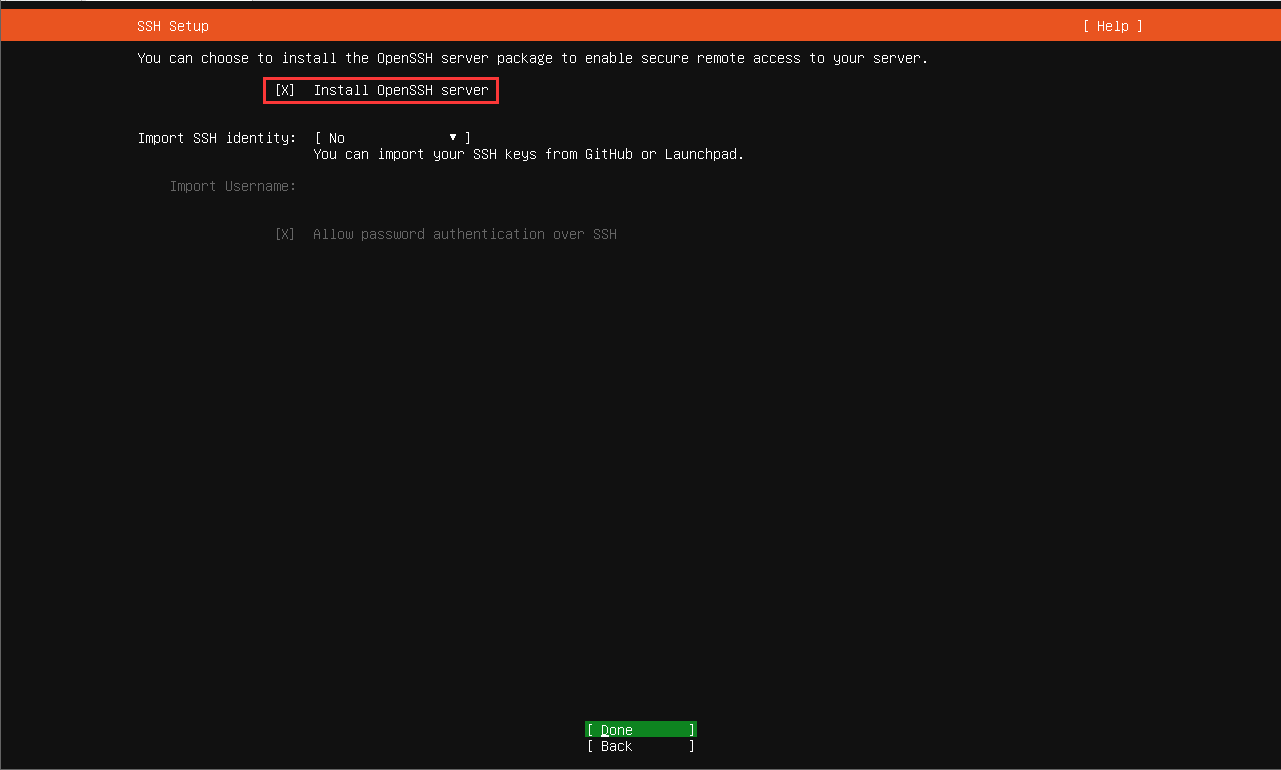 SSH Setup [ Help ]
You can choose to install the OpenSSH server package to enable secure remote access to your server.
[X] Install OpenSSH server
Import SSH identity: [ No ▼ ]
You can import your SSH keys from GitHub or Launchpad.
Import Username:
[X] Allow password authentication over SSH
[ Done ]
[ Back ]